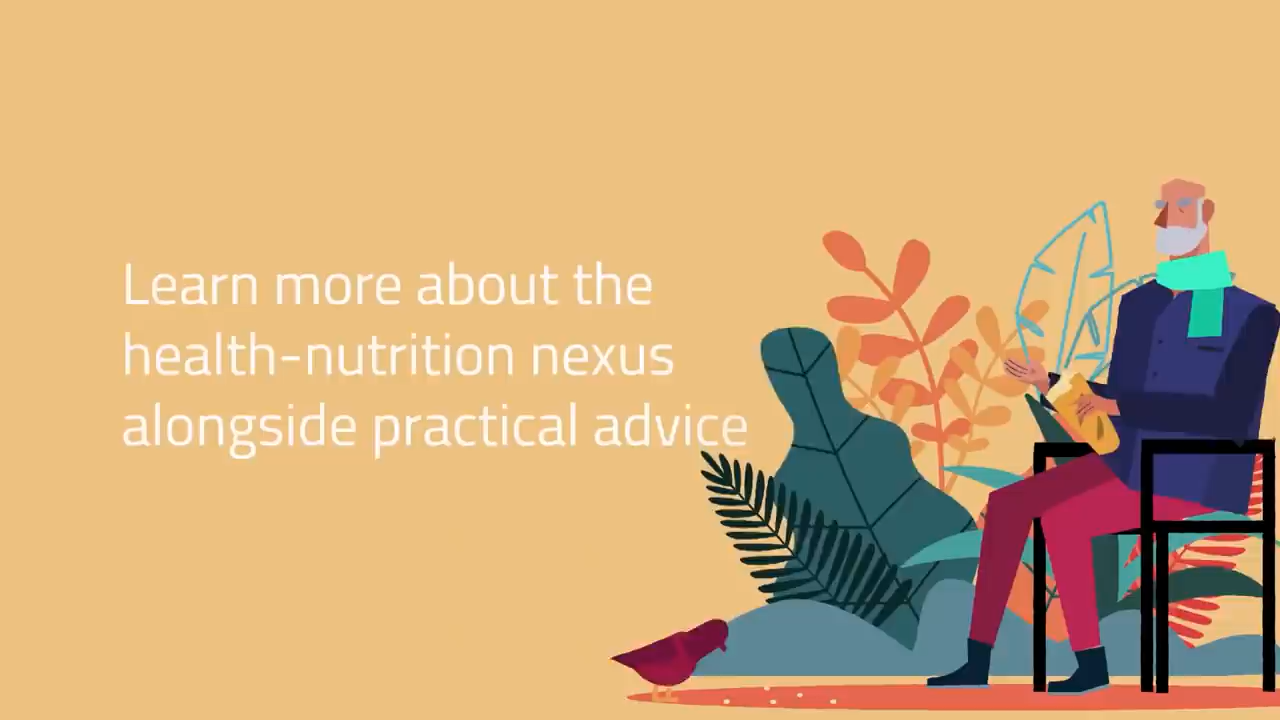 Learn more about the
health-nutrition nexus
alongside practical advice